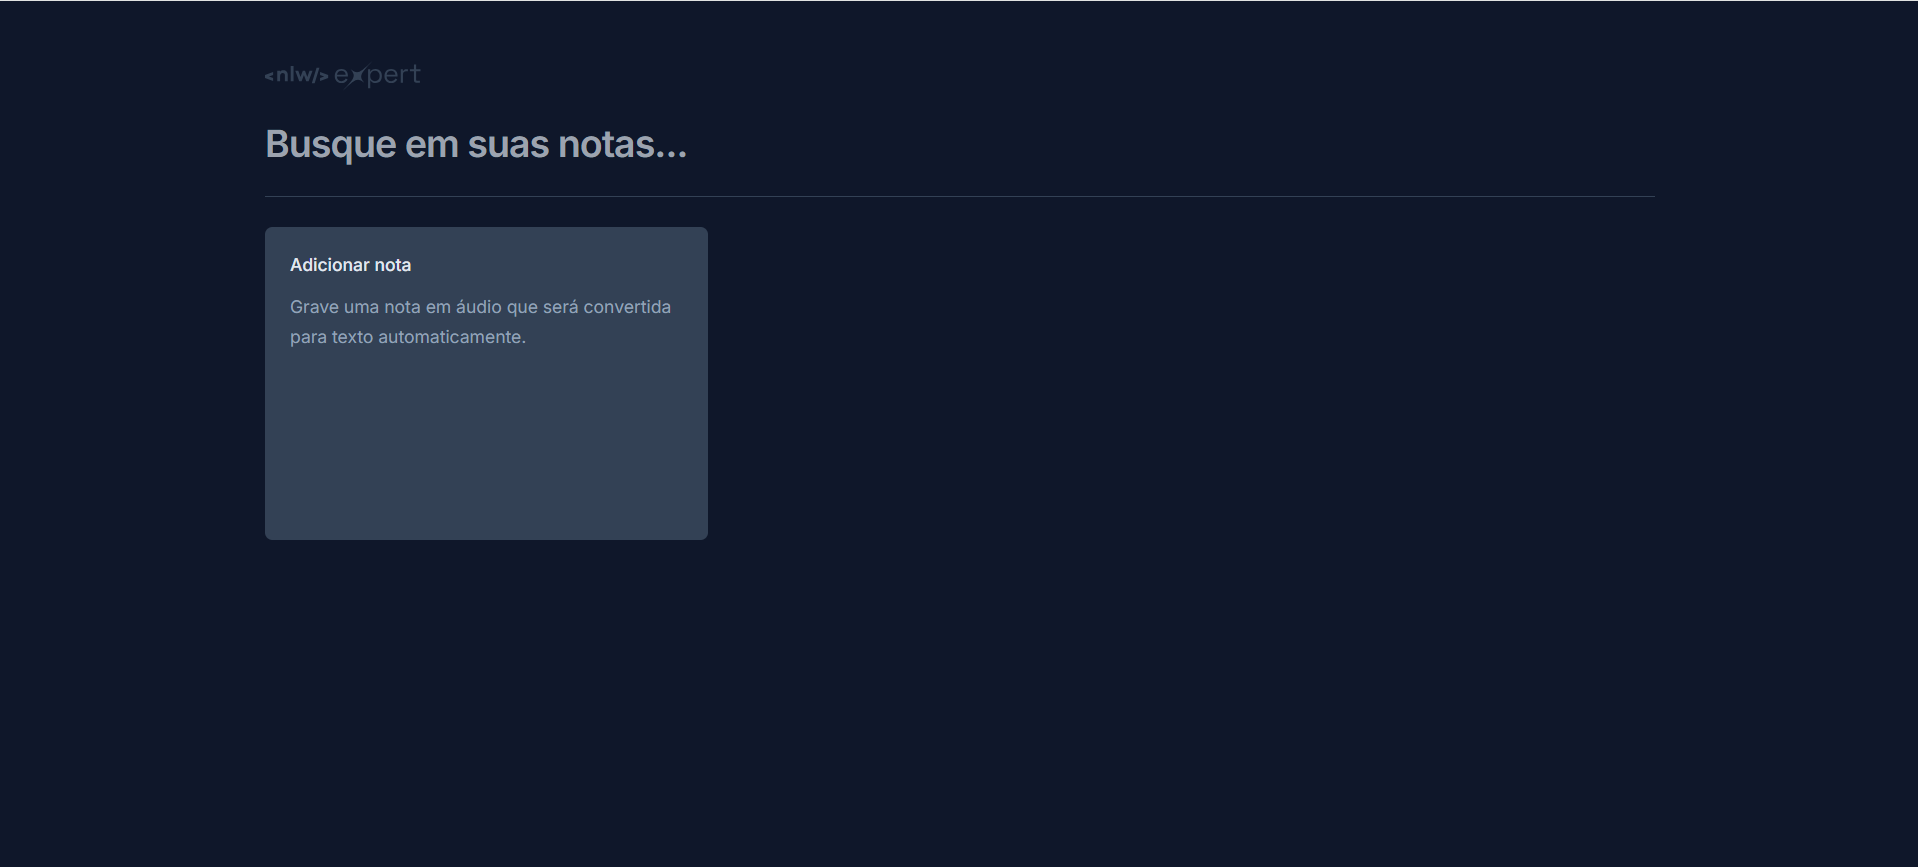 <nlw/> expert
Busque em suas notas...
Adicionar nota
Grave uma nota em áudio que será convertida
para texto automaticamente.